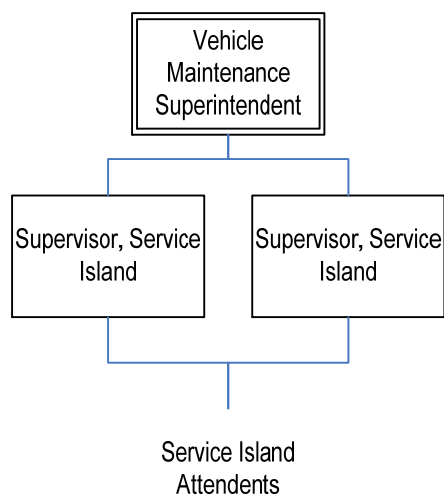 Vehicle
Maintenance
Superintendent
Supervisor, Service
Island
Supervisor, Service
Island
Service Island
Attendents